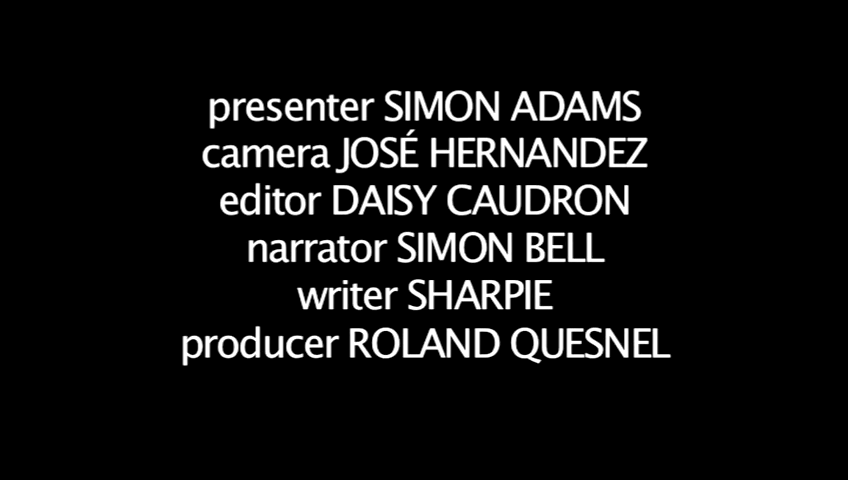 presenter SIMON ADAMS
camera JOSÉ HERNANDEZ
editor DAISY CAUDRON
narrator SIMON BELL
writer SHARPIE
producer ROLAND QUESNEL